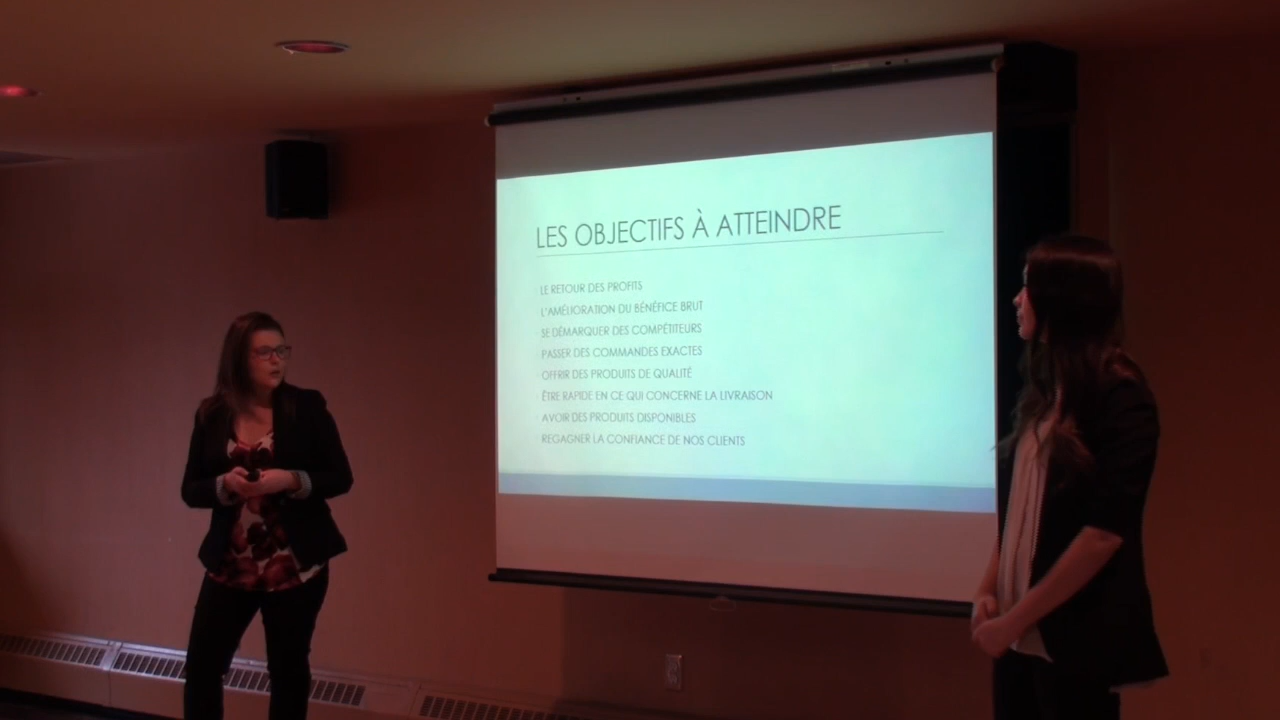 LES OBJECTIFS À ATTEINDRE
LE RETOUR DES PROFITS
L'AMÉLIORATION DU BÉNÉFICE BRUT
SE DÉMARQUER DES COMPÉTITEURS
PASSER DES COMMANDES EXACTES
OFFRIR DES PRODUITS DE QUALITÉ
ÊTRE RAPIDE EN CE QUI CONCERNE LA LIVRAISON
AVOIR DES PRODUITS DISPONIBLES
REGAGNER LA CONFIANCE DE NOS CLIENTS